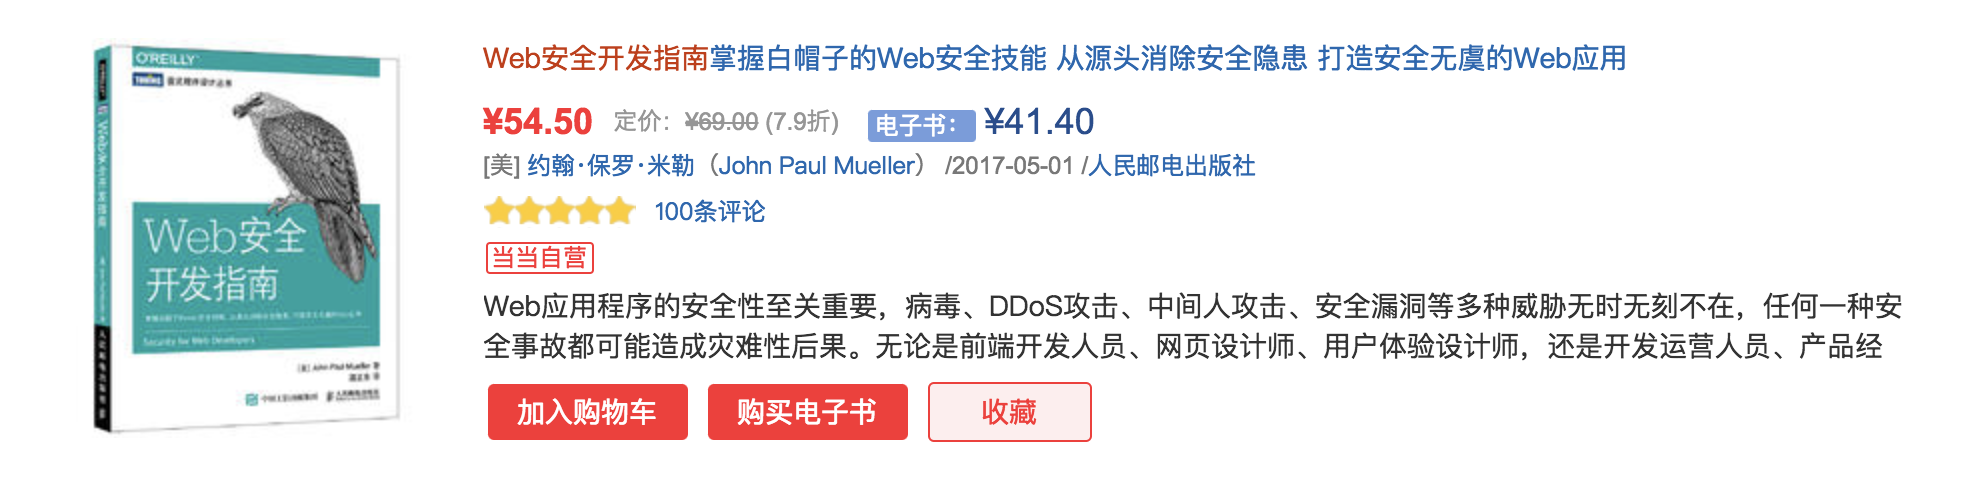 O'REILLY
Web安全
开发指南
Security for Web Developers
[美] John Paul Mueller 著
Web安全开发指南掌握白帽子的Web安全技能 从源头消除安全隐患 打造安全无虞的Web应用
¥54.50 定价：¥69.00 (7.9折) 电子书： ¥41.40
[美] 约翰·保罗·米勒（John Paul Mueller） /2017-05-01 /人民邮电出版社
100条评论
当当自营
Web应用程序的安全性至关重要，病毒、DDoS攻击、中间人攻击、安全漏洞等多种威胁无时无刻不在，任何一种安
全事故都可能造成灾难性后果。无论是前端开发人员、网页设计师、用户体验设计师，还是开发运营人员、产品经
加入购物车 购买电子书 收藏